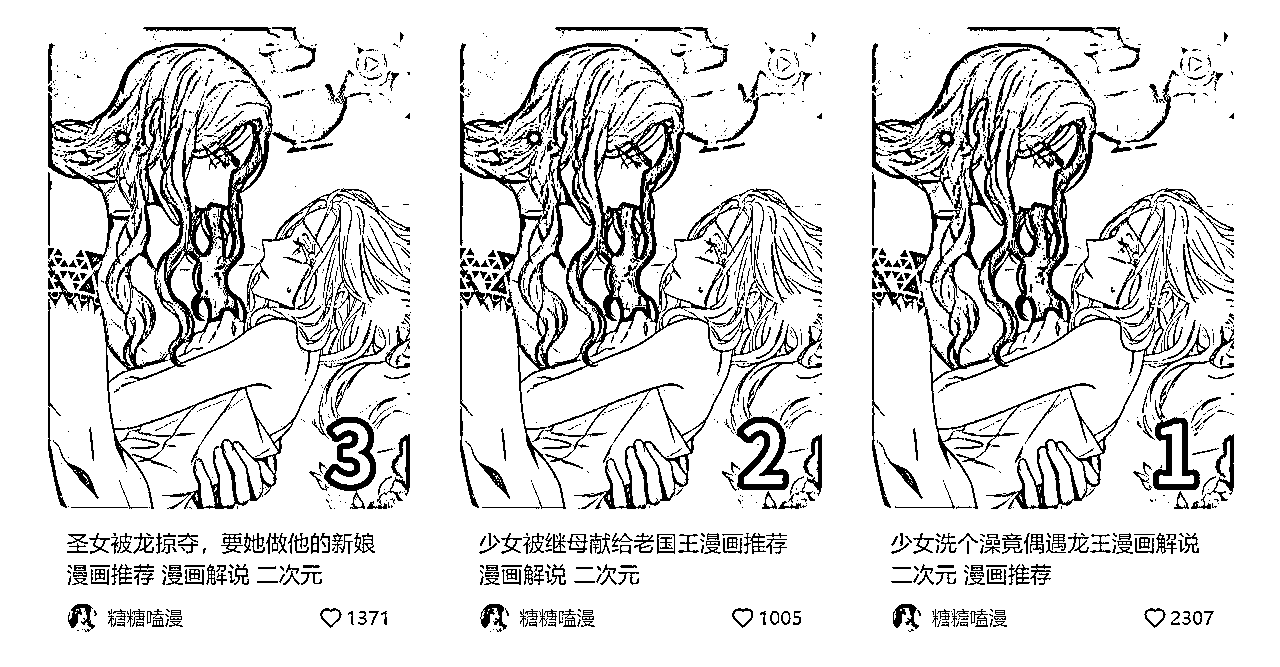 3
圣女被龙掠夺，要她做他的新娘
漫画推荐 漫画解说 二次元
糖糖嗑漫
1371
2
少女被继母献给老国王漫画推荐
漫画解说 二次元
糖糖嗑漫
1005
1
少女洗个澡竟偶遇龙王漫画解说
二次元 漫画推荐
糖糖嗑漫
2307